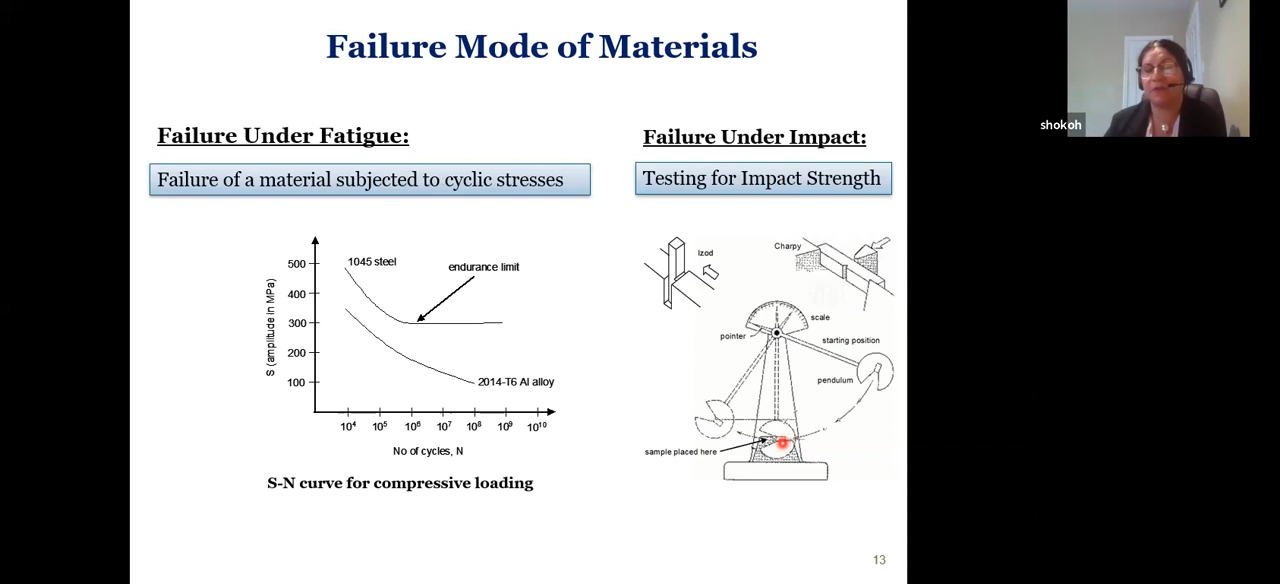 Failure Mode of Materials
shokoh
Failure Under Fatigue:
Failure of a material subjected to cyclic stresses
S (amplitude in MPa)
500
400
300
200
100
1045 steel
endurance limit
2014-T6 Al alloy
10⁴ 10⁵ 10⁶ 10⁷ 10⁸ 10⁹ 10¹⁰
No of cycles, N
S-N curve for compressive loading
Failure Under Impact:
Testing for Impact Strength
Izod
Charpy
scale
pointer
starting position
pendulum
sample placed here
13